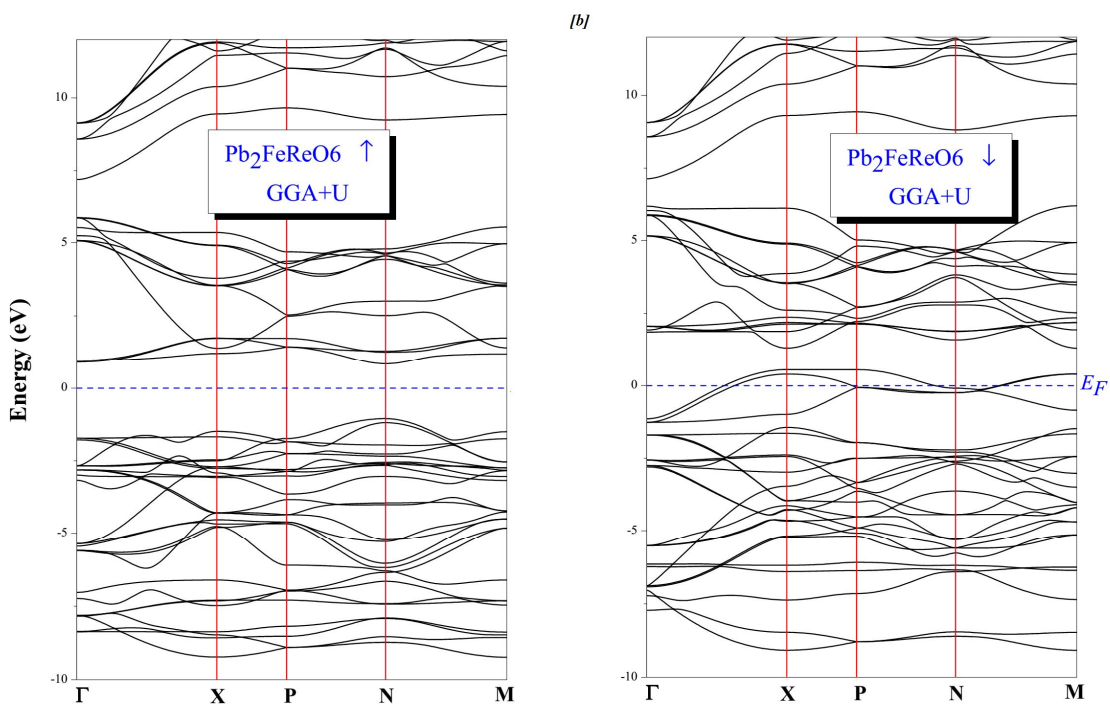 [b]
Energy (eV)
10
5
0
-5
-10
Pb2FeReO6 ↑
GGA+U
Γ X P N M
10
5
0
-5
-10
Pb2FeReO6 ↓
GGA+U
EF
Γ X P N M